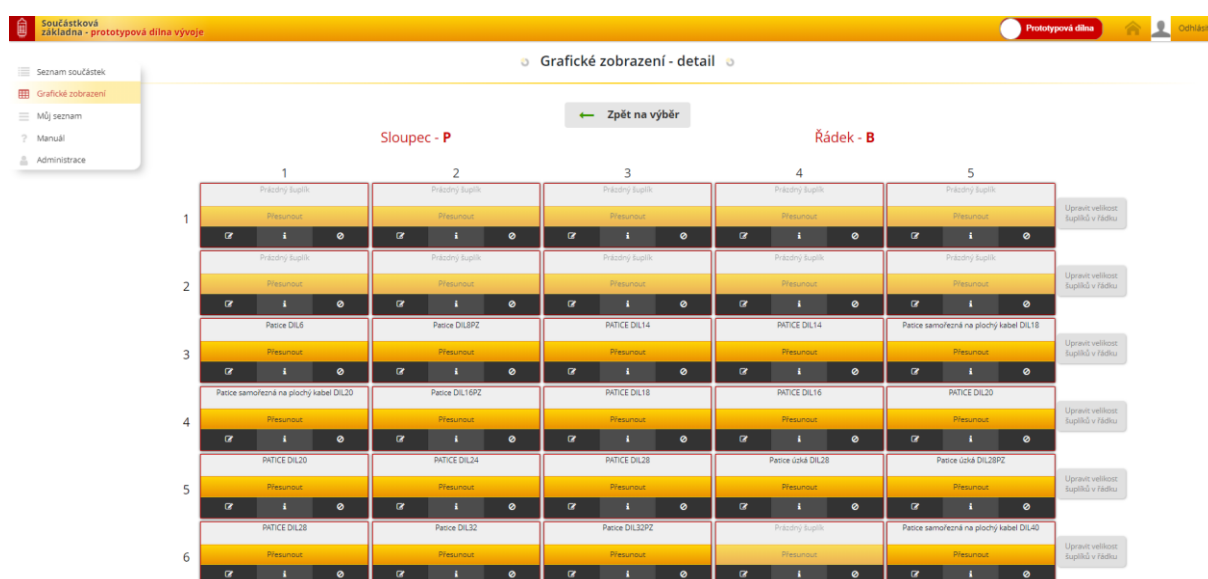 Součástková
základna - prototypová dílna vývoje
Prototypová dílna
Odhlásit
Seznam součástek
Grafické zobrazení
Můj seznam
? Manuál
Administrace
Grafické zobrazení - detail
← Zpět na výběr
Sloupec - P Řádek - B
1 2 3 4 5
Prázdný šuplík Prázdný šuplík Prázdný šuplík Prázdný šuplík Prázdný šuplík
1 Přesunout Přesunout Přesunout Přesunout Přesunout
Upravit velikost
šuplíků v řádku
Prázdný šuplík Prázdný šuplík Prázdný šuplík Prázdný šuplík Prázdný šuplík
2 Přesunout Přesunout Přesunout Přesunout Přesunout
Upravit velikost
šuplíků v řádku
Patice DIL6 Patice DIL8PZ PATICE DIL14 PATICE DIL14 Patice samořezná na plochý kabel DIL18
3 Přesunout Přesunout Přesunout Přesunout Přesunout
Upravit velikost
šuplíků v řádku
Patice samořezná na plochý kabel DIL20 Patice DIL16PZ PATICE DIL18 PATICE DIL16 PATICE DIL20
4 Přesunout Přesunout Přesunout Přesunout Přesunout
Upravit velikost
šuplíků v řádku
PATICE DIL20 PATICE DIL24 PATICE DIL28 Patice úzká DIL28 Patice úzká DIL28PZ
5 Přesunout Přesunout Přesunout Přesunout Přesunout
Upravit velikost
šuplíků v řádku
PATICE DIL28 Patice DIL32 Patice DIL32PZ Prázdný šuplík Patice samořezná na plochý kabel DIL40
6 Přesunout Přesunout Přesunout Přesunout Přesunout
Upravit velikost
šuplíků v řádku